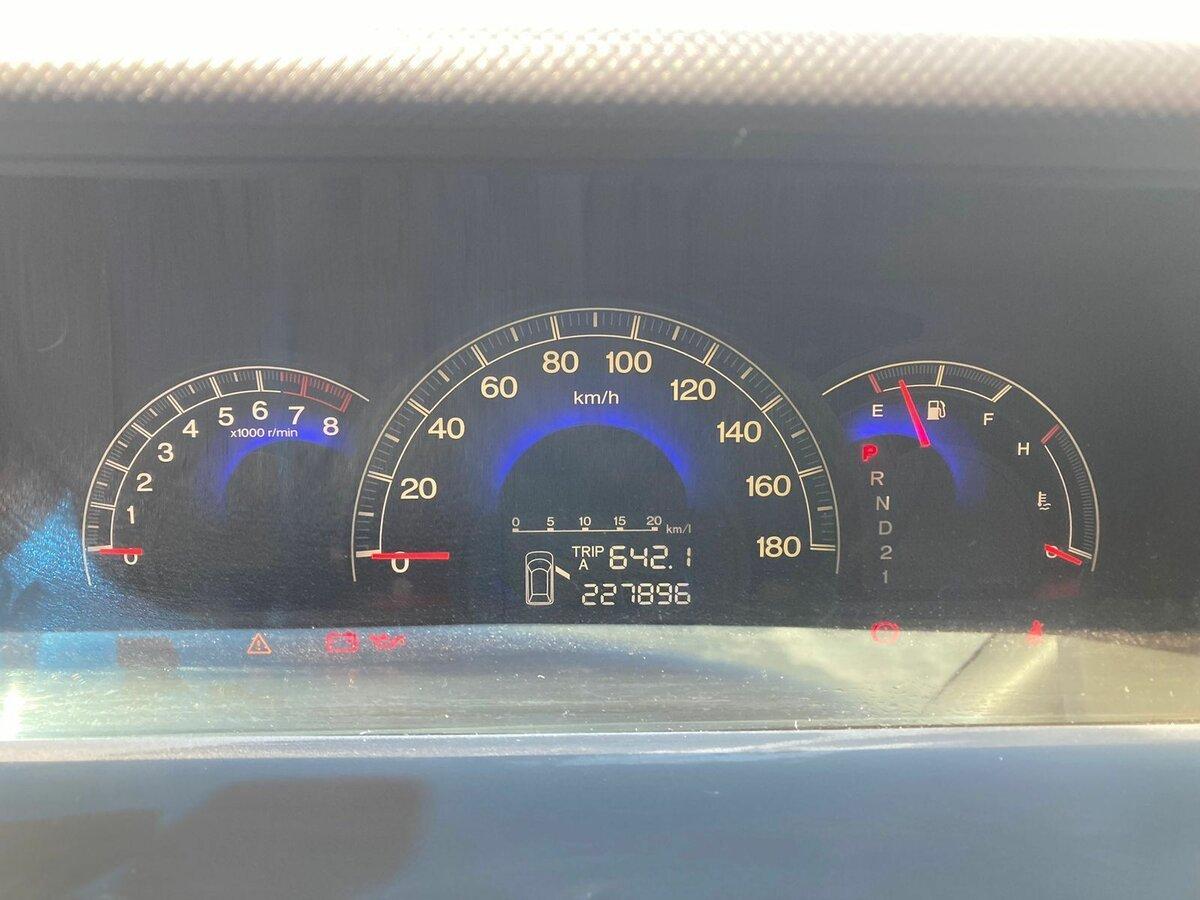 0 1 2 3 4 5 6 7 8
x1000 r/min
0 20 40 60 80 100 120 140 160 180
km/h
0 5 10 15 20 km/l
TRIP A 642.1
227896
E F
H
C
P
R
N
D
2
1